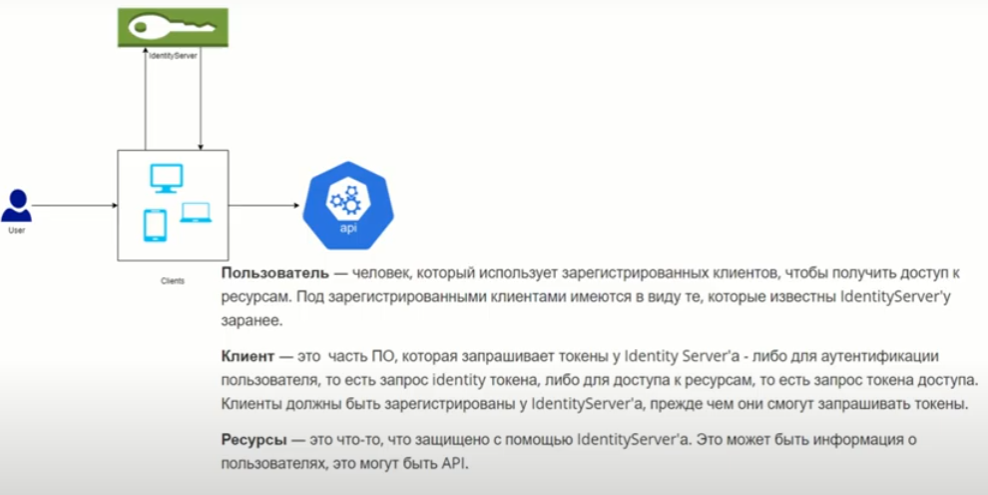 IdentityServer
User
api
Clients
Пользователь — человек, который использует зарегистрированных клиентов, чтобы получить доступ к
ресурсам. Под зарегистрированными клиентами имеются в виду те, которые известны IdentityServer'у
заранее.
Клиент — это часть ПО, которая запрашивает токены у Identity Server'а - либо для аутентификации
пользователя, то есть запрос identity токена, либо для доступа к ресурсам, то есть запрос токена доступа.
Клиенты должны быть зарегистрированы у IdentityServer'а, прежде чем они смогут запрашивать токены.
Ресурсы — это что-то, что защищено с помощью IdentityServer'а. Это может быть информация о
пользователях, это могут быть API.